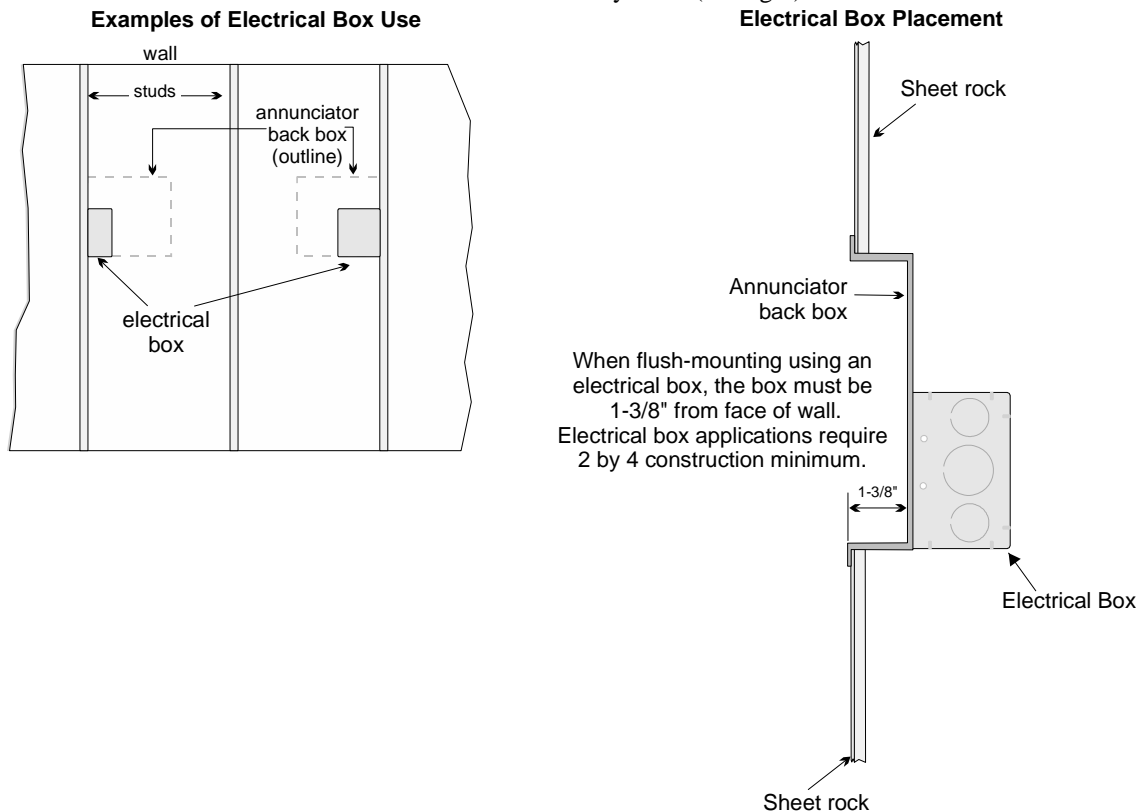 Examples of Electrical Box Use
wall
studs
annunciator
back box
(outline)
electrical
box
Electrical Box Placement
Sheet rock
Annunciator
back box
When flush-mounting using an
electrical box, the box must be
1-3/8" from face of wall.
Electrical box applications require
2 by 4 construction minimum.
1-3/8"
Electrical Box
Sheet rock